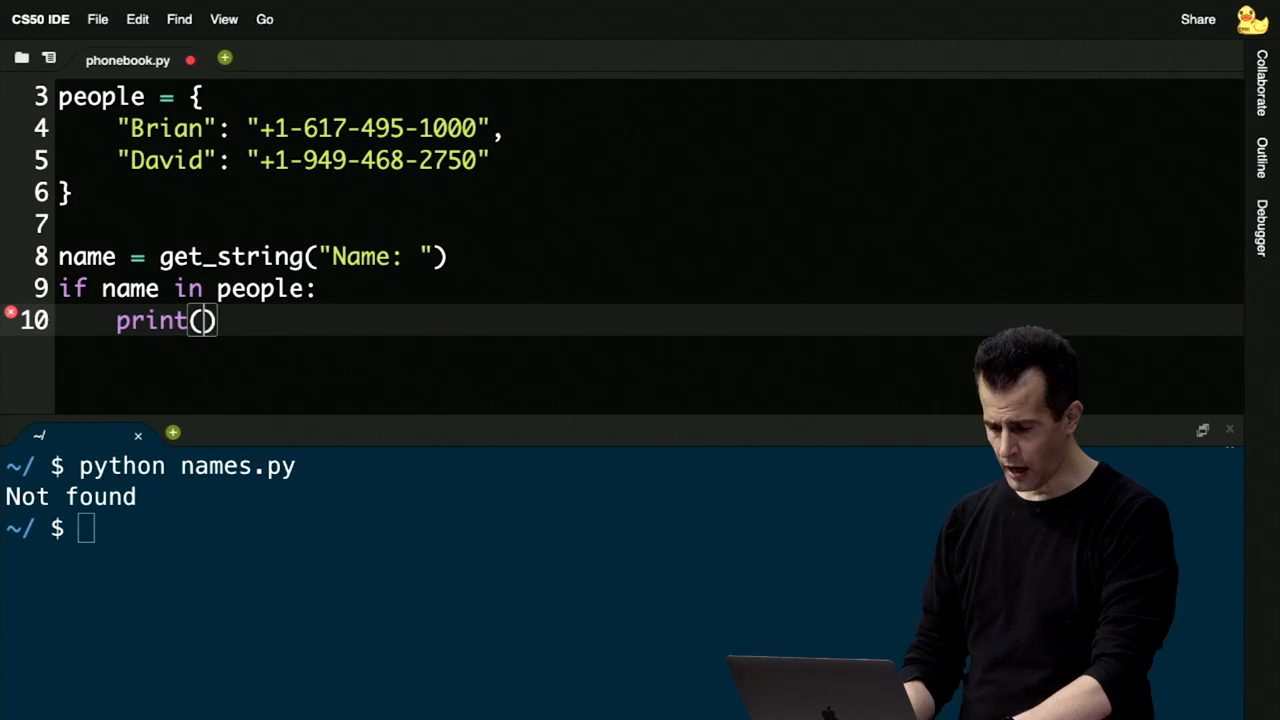 CS50 IDE File Edit Find View Go Share
phonebook.py
3 people = {
4 "Brian": "+1-617-495-1000",
5 "David": "+1-949-468-2750"
6 }
7
8 name = get_string("Name: ")
9 if name in people:
10 print()
Collaborate
Outline
Debugger
~/
~/ $ python names.py
Not found
~/ $